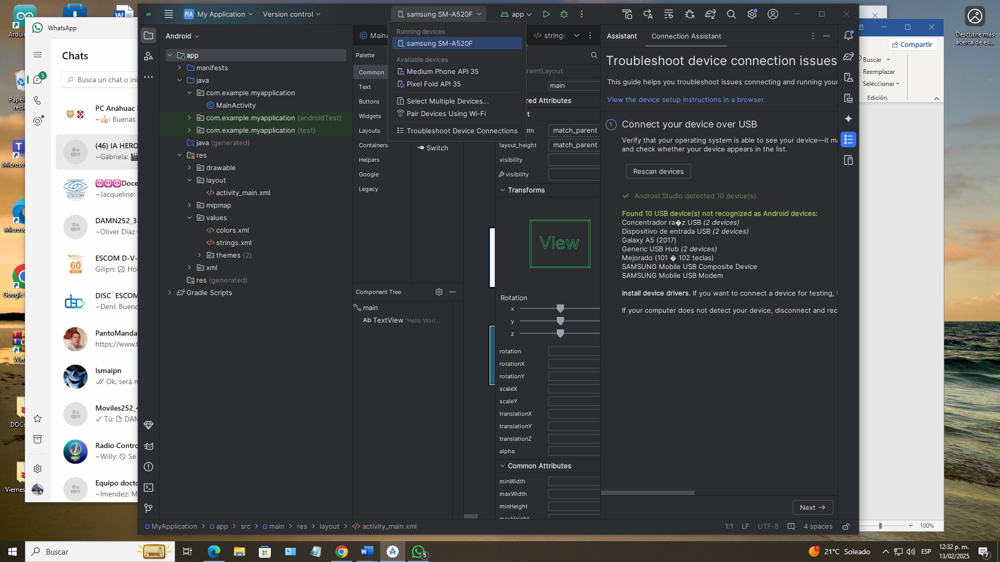 Descubre más
acerca de es...
WhatsApp
Chats
Busca un chat o ini
5
PC Anáhuac
~👍🏻: Buenas
(46) IA HERO
~Gabriela: 🎬
☮☮☮Doce
~Jacqueline:
DAMN252_3
~Oliver Díaz
ESCOM D-V-
Gilipn: Ho
DISC ESCOM
~Dení: Bueno
PantoManda
https://www.f
Ismaipn
Ok, será n
Moviles252_4
Tú: DAM
Radio Contro
~Willy: Se
Equipo docto
~Imendez: M
MA My Application
Version control
samsung SM-A520F
app
Android
app
manifests
java
com.example.myapplication
MainActivity
com.example.myapplication (androidTest)
com.example.myapplication (test)
java (generated)
res
drawable
layout
activity_main.xml
mipmap
values
colors.xml
strings.xml
themes (2)
xml
res (generated)
Gradle Scripts
MainA
strings
Running devices
samsung SM-A520F
Available devices
Medium Phone API 35
Pixel Fold API 35
Select Multiple Devices...
Pair Devices Using Wi-Fi
Troubleshoot Device Connections
Palette
Common
Text
Buttons
Widgets
Layouts
Containers
Helpers
Google
Legacy
Switch
Component Tree
main
Ab TextView "Hello Worl...
raintLayout
main
red Attributes
match_parent
layout_height match_parent
visibility
visibility
Transforms
View
Rotation
x
y
z
rotation
rotationX
rotationY
scaleX
scaleY
translationX
translationY
translationZ
alpha
Common Attributes
minWidth
maxWidth
minHeight
maxHeight
Assistant
Connection Assistant
Troubleshoot device connection issues
This guide helps you troubleshoot issues connecting and running your
View the device setup instructions in a browser.
1 Connect your device over USB
Verify that your operating system is able to see your device—it ma
and check whether your device appears in the list.
Rescan devices
Android Studio detected 10 device(s).
Found 10 USB device(s) not recognized as Android devices:
Concentrador ra�z USB (2 devices)
Dispositivo de entrada USB (2 devices)
Galaxy A5 (2017)
Generic USB Hub (2 devices)
Mejorado (101 � 102 teclas)
SAMSUNG Mobile USB Composite Device
SAMSUNG Mobile USB Modem
Install device drivers. If you want to connect a device for testing, t
If your computer does not detect your device, disconnect and rec
Next →
MyApplication > app > src > main > res > layout > activity_main.xml
1:1 LF UTF-8 4 spaces
Compartir
Buscar
Reemplazar
Seleccionar
Edición
100%
Buscar
5
21°C Soleado
ESP
12:32 p. m.
13/02/2025
7